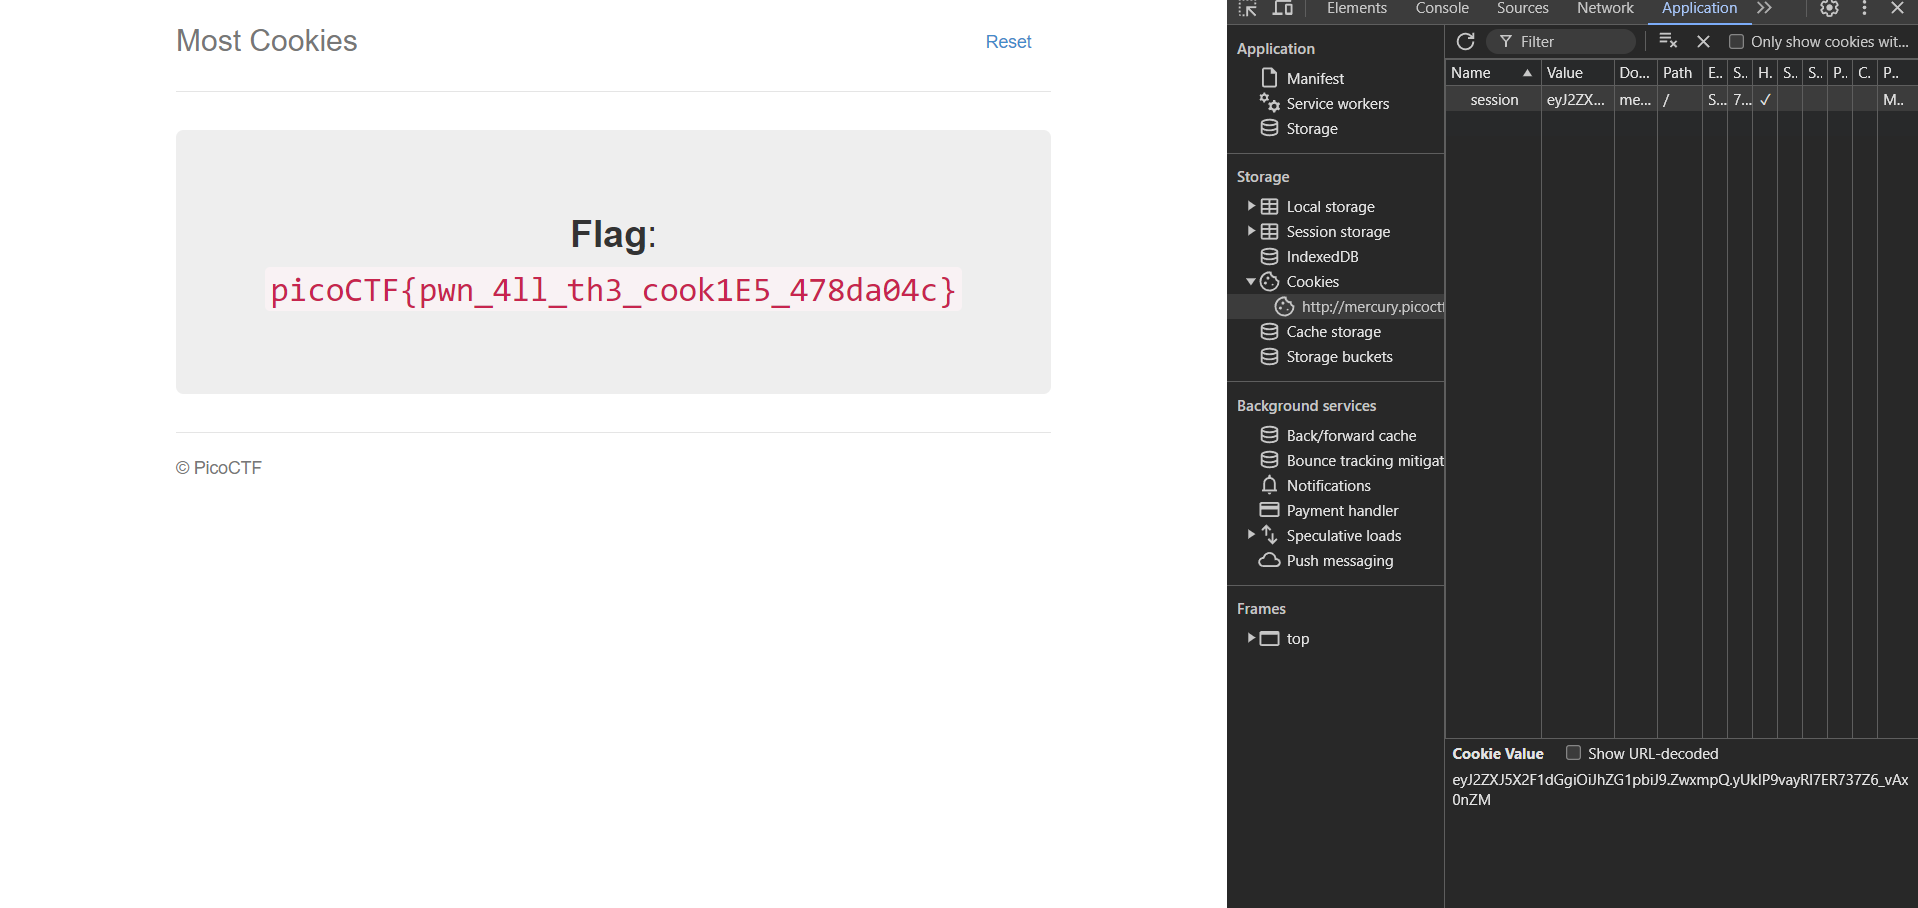 Most Cookies
Reset
Flag:
picoCTF{pwn_4ll_th3_cook1E5_478da04c}
© PicoCTF
Elements Console Sources Network Application
Filter
Only show cookies wit...
Application
Manifest
Service workers
Storage
Storage
Local storage
Session storage
IndexedDB
Cookies
http://mercury.picoctf
Cache storage
Storage buckets
Background services
Back/forward cache
Bounce tracking mitigat
Notifications
Payment handler
Speculative loads
Push messaging
Frames
top
Name Value Do... Path E.. S.. H. S.. S.. P.. C. P..
session eyJ2ZX... me... / S... 7... ✓ M..
Cookie Value Show URL-decoded
eyJ2ZXJ5X2F1dGgiOiJhZG1pbiJ9.ZwxmpQ.yUklP9vayRl7ER737Z6_vAx
0nZM